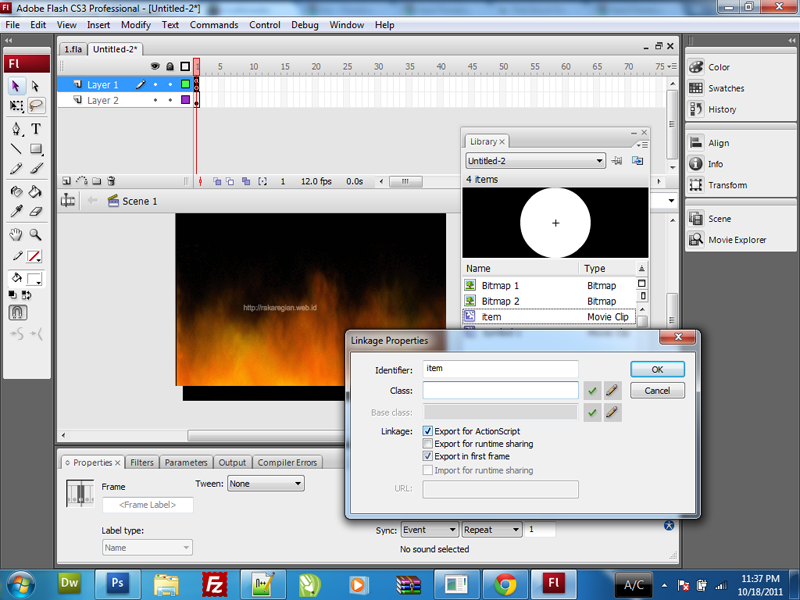 Adobe Flash CS3 Professional - [Untitled-2*]
File Edit View Insert Modify Text Commands Control Debug Window Help
1.fla Untitled-2*
1 5 10 15 20 25 30 35 40 45 50 55 60 65 70 75
Layer 1
Layer 2
1 12.0 fps 0.0s
Scene 1
http://rakaregian.web.id
Fl
T
Library
Untitled-2
4 items
Name Type
Bitmap 1 Bitmap
Bitmap 2 Bitmap
item Movie Clip
Color
Swatches
History
Align
Info
Transform
Scene
Movie Explorer
Linkage Properties
Identifier: item
OK
Class:
Cancel
Base class:
Linkage: Export for ActionScript
Export for runtime sharing
Export in first frame
Import for runtime sharing
URL:
Properties Filters Parameters Output Compiler Errors
Frame
Tween: None
<Frame Label>
Label type:
Name
Sync: Event Repeat 1
No sound selected
Dw Ps Fz Fl A/C
11:37 PM
10/18/2011